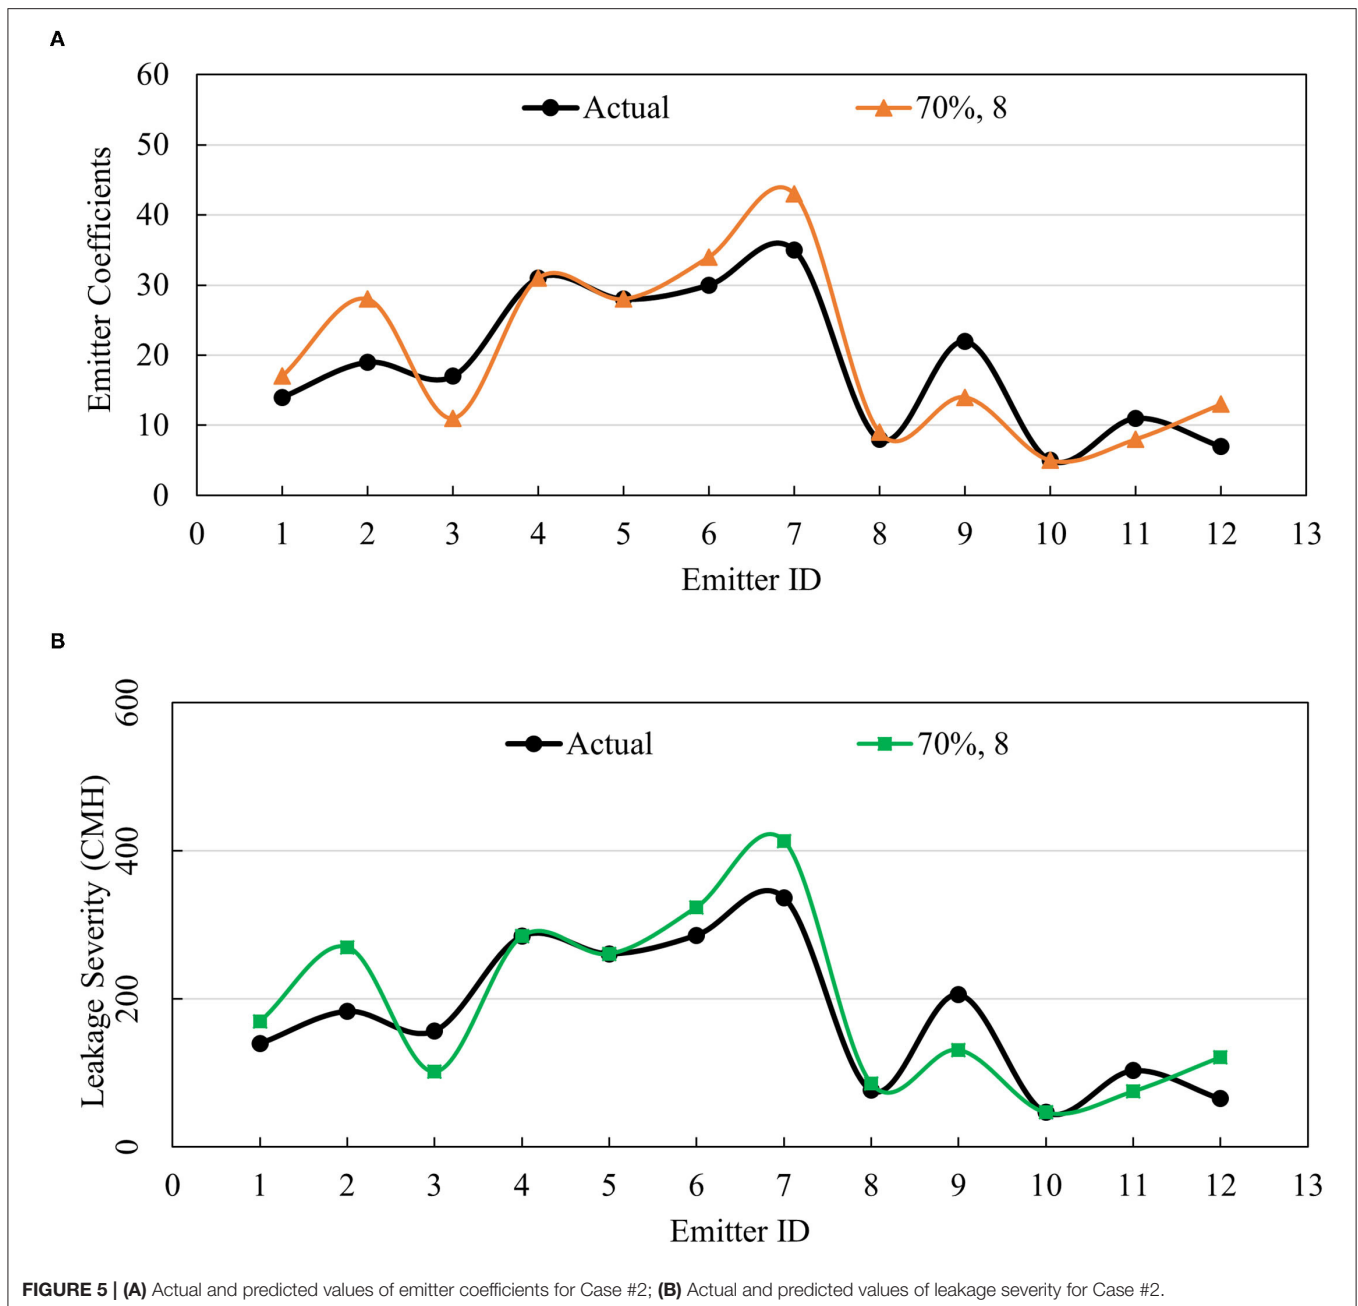 A
60
Actual
70%, 8
50
40
30
20
10
0
Emitter Coefficients
0 1 2 3 4 5 6 7 8 9 10 11 12 13
Emitter ID
B
600
Actual
70%, 8
400
200
0
Leakage Severity (CMH)
0 1 2 3 4 5 6 7 8 9 10 11 12 13
Emitter ID
FIGURE 5 | (A) Actual and predicted values of emitter coefficients for Case #2; (B) Actual and predicted values of leakage severity for Case #2.